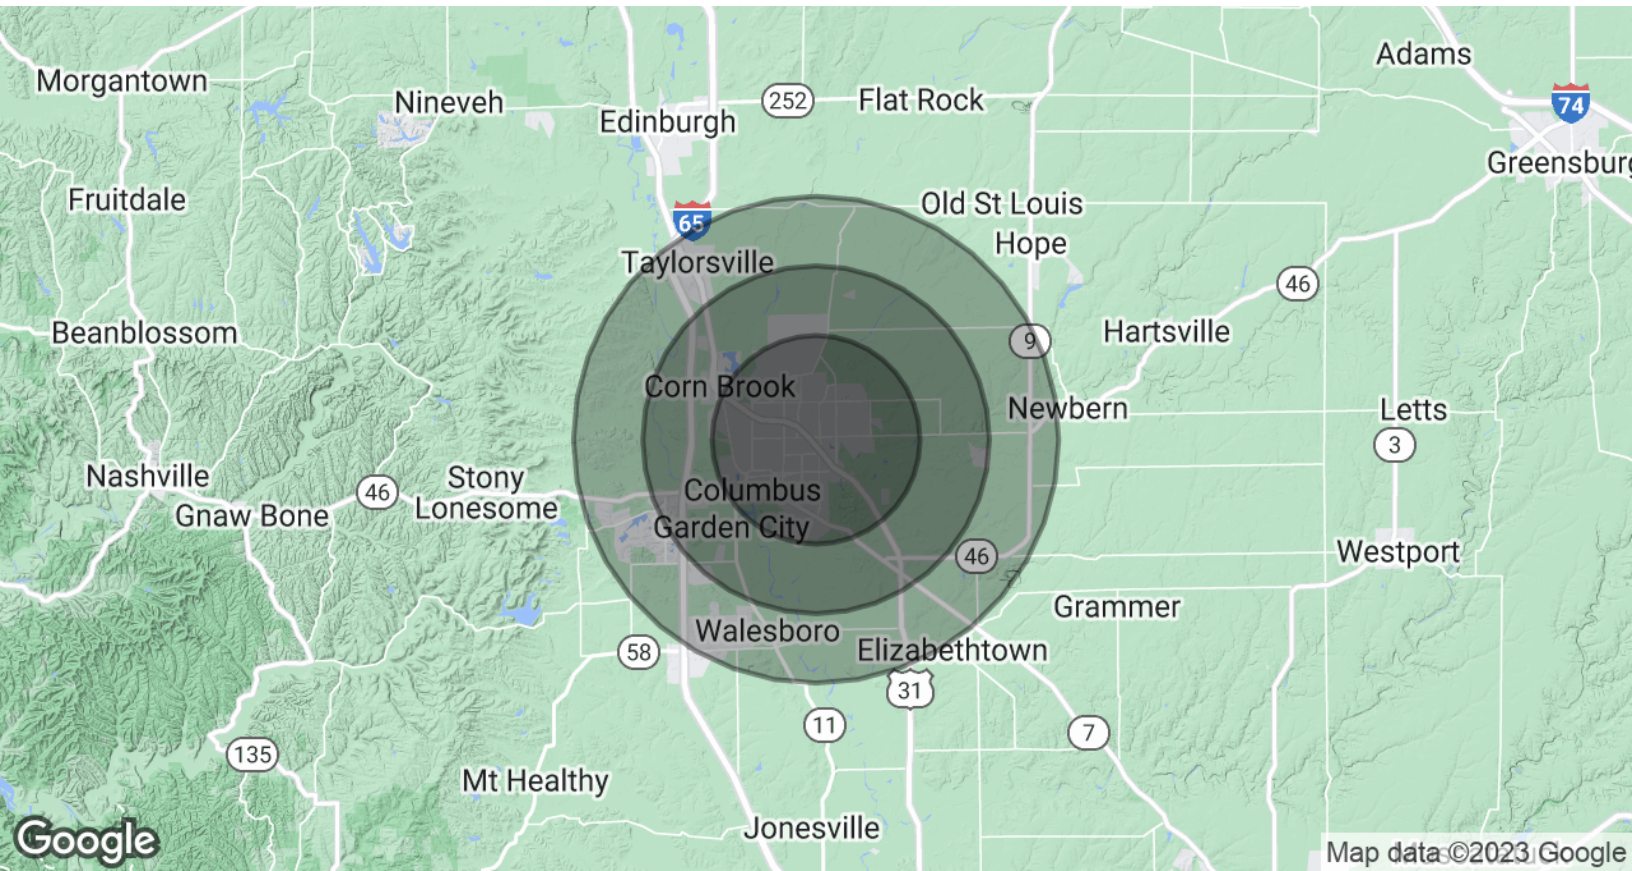 Adams
Morgantown
Nineveh
252
Flat Rock
74
Edinburgh
Greensburg
Fruitdale
Old St Louis
65
Hope
Taylorsville
46
Beanblossom
9
Hartsville
Corn Brook
Newbern
Letts
3
Nashville
Stony
Lonesome
46
Columbus
Gnaw Bone
Garden City
46
Westport
Grammer
Walesboro
58
Elizabethtown
31
11
7
135
Mt Healthy
Jonesville
Google
Map data ©2023 Google